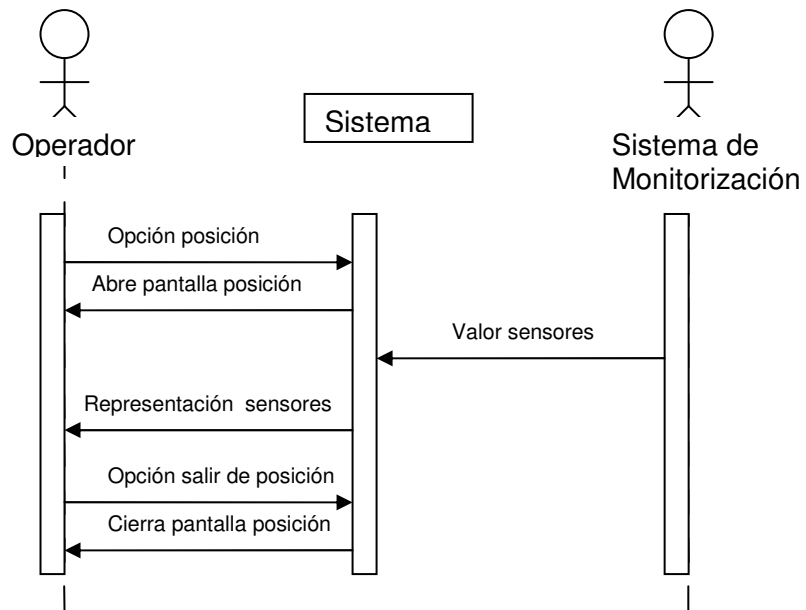 Operador
Sistema
Sistema de
Monitorización
Opción posición
Abre pantalla posición
Valor sensores
Representación sensores
Opción salir de posición
Cierra pantalla posición